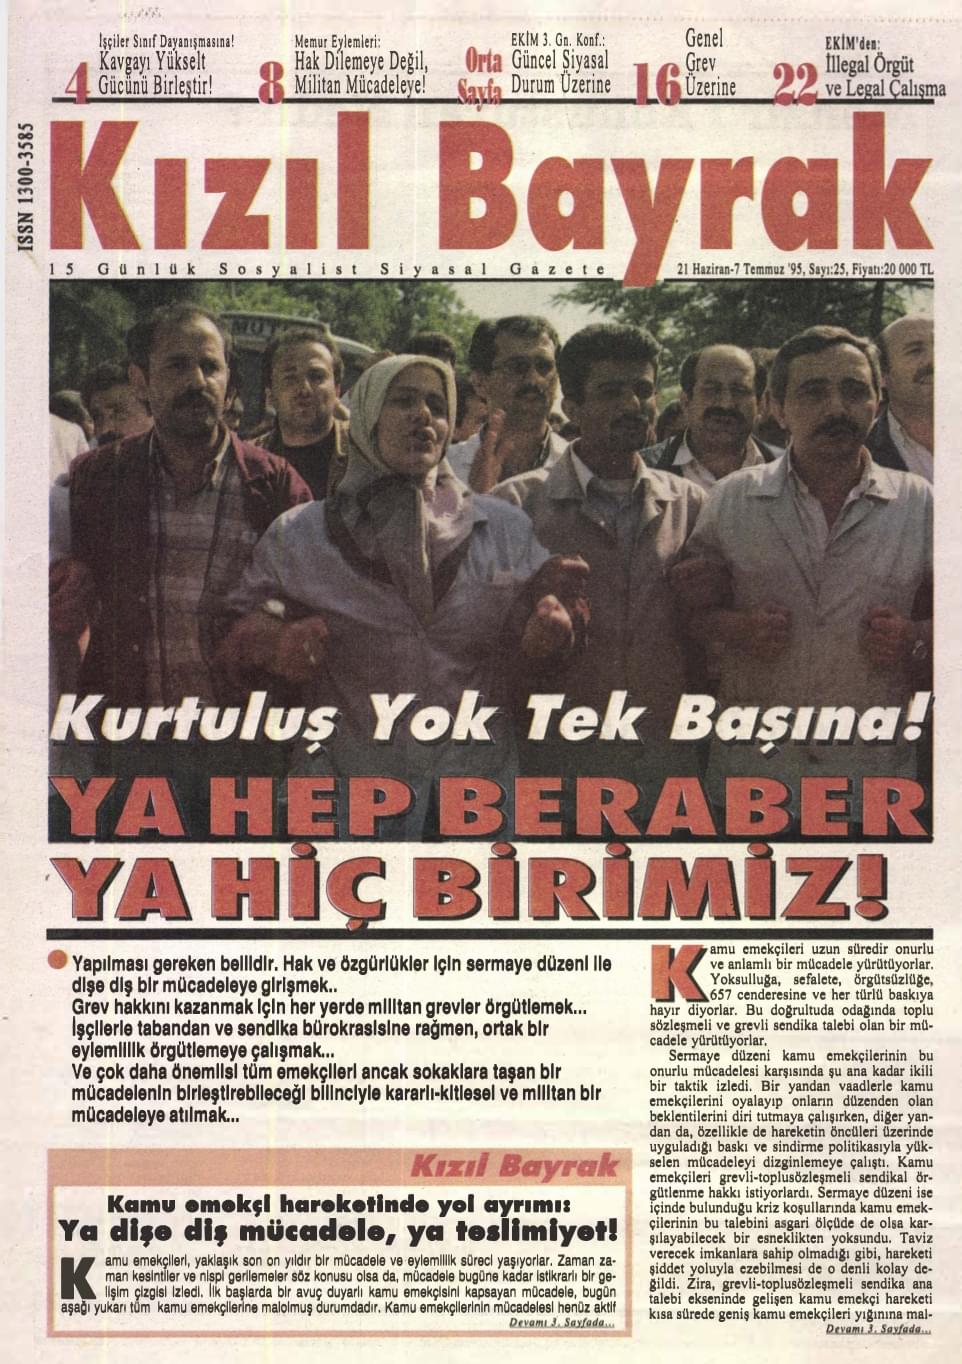 4
İşçiler Sınıf Dayanışmasına!
Kavgayı Yükselt
Gücünü Birleştir!
8
Memur Eylemleri:
Hak Dilemeye Değil,
Militan Mücadeleye!
Orta
Sayfa
EKİM 3. Gn. Konf.:
Güncel Siyasal
Durum Üzerine
16
Genel
Grev
Üzerine
22
EKİM'den:
İllegal Örgüt
ve Legal Çalışma
ISSN 1300-3585
Kızıl Bayrak
15 Günlük Sosyalist Siyasal Gazete
21 Haziran-7 Temmuz '95, Sayı:25, Fiyatı:20 000 TL
Kurtuluş Yok Tek Başına!
YA HEP BERABER
YA HİÇ BİRİMİZ!
Yapılması gereken bellidir. Hak ve özgürlükler için sermaye düzeni ile
dişe diş bir mücadeleye girişmek..
Grev hakkını kazanmak için her yerde militan grevler örgütlemek...
İşçilerle tabandan ve sendika bürokrasisine rağmen, ortak bir
eylemlilik örgütlemeye çalışmak...
Ve çok daha önemlisi tüm emekçileri ancak sokaklara taşan bir
mücadelenin birleştirebileceği bilinciyle kararlı-kitlesel ve militan bir
mücadeleye atılmak...
Kızıl Bayrak
Kamu emekçi hareketinde yol ayrımı:
Ya dişe diş mücadele, ya teslimiyet!
Kamu emekçileri, yaklaşık son on yıldır bir mücadele ve eylemlilik süreci yaşıyorlar. Zaman za-
man kesintiler ve nispi gerilemeler söz konusu olsa da, mücadele bugüne kadar istikrarlı bir ge-
lişim çizgisi izledi. İlk başlarda bir avuç duyarlı kamu emekçisini kapsayan mücadele, bugün
aşağı yukarı tüm kamu emekçilerine malolmuş durumdadır. Kamu emekçilerinin mücadelesi henüz aktif
Devamı 3. Sayfada...
Kamu emekçileri uzun süredir onurlu
ve anlamlı bir mücadele yürütüyorlar.
Yoksulluğa, sefalete, örgütsüzlüğe,
657 cenderesine ve her türlü baskıya
hayır diyorlar. Bu doğrultuda odağında toplu
sözleşmeli ve grevli sendika talebi olan bir mü-
cadele yürütüyorlar.
Sermaye düzeni kamu emekçilerinin bu
onurlu mücadelesi karşısında şu ana kadar ikili
bir taktik izledi. Bir yandan vaadlerle kamu
emekçilerini oyalayıp onların düzenden olan
beklentilerini diri tutmaya çalışırken, diğer yan-
dan da, özellikle de hareketin öncüleri üzerinde
uyguladığı baskı ve sindirme politikasıyla yük-
selen mücadeleyi dizginlemeye çalıştı. Kamu
emekçileri grevli-toplusözleşmeli sendikal ör-
gütlenme hakkı istiyorlardı. Sermaye düzeni ise
içinde bulunduğu kriz koşullarında kamu emek-
çilerinin bu talebini asgari ölçüde de olsa kar-
şılayabilecek bir esneklikten yoksundu. Taviz
verecek imkanlara sahip olmadığı gibi, hareketi
şiddet yoluyla ezebilmesi de o denli kolay de-
ğildi. Zira, grevli-toplusözleşmeli sendika ana
talebi ekseninde gelişen kamu emekçi hareketi
kısa sürede geniş kamu emekçileri yığınına mal-
Devamı 3. Sayfada...